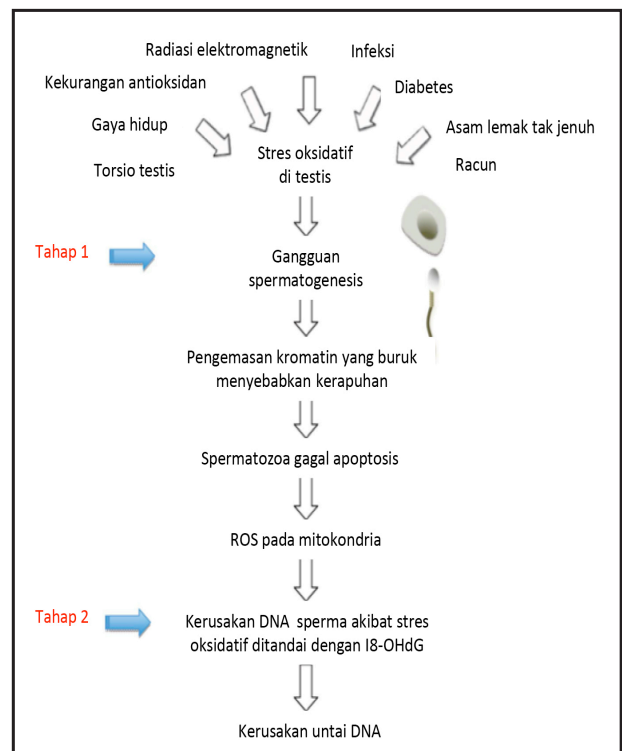 Radiasi elektromagnetik
Infeksi
Kekurangan antioksidan
Diabetes
Gaya hidup
Asam lemak tak jenuh
Torsio testis
Stres oksidatif
di testis
Racun
Tahap 1
Gangguan
spermatogenesis
Pengemasan kromatin yang buruk
menyebabkan kerapuhan
Spermatozoa gagal apoptosis
ROS pada mitokondria
Tahap 2
Kerusakan DNA sperma akibat stres
oksidatif ditandai dengan I8-OHdG
Kerusakan untai DNA